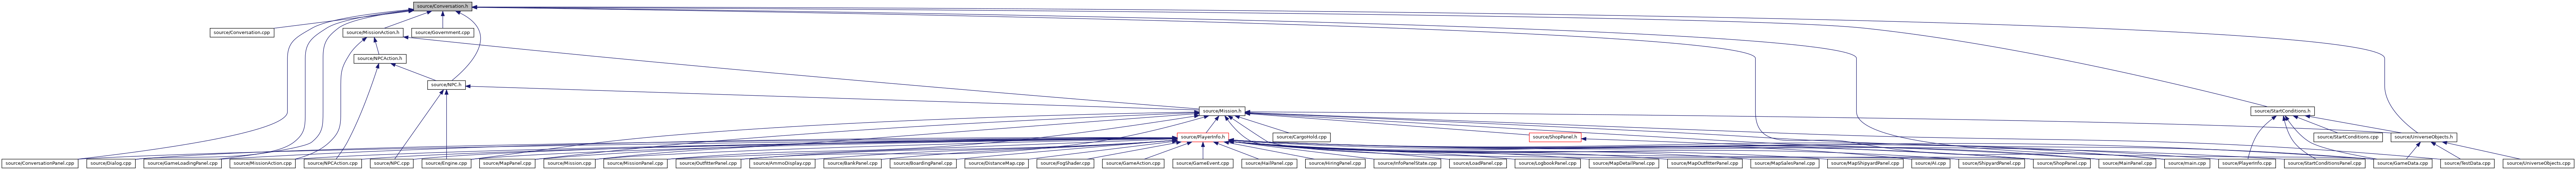 source/Conversation.h
source/Conversation.cpp
source/MissionAction.h
source/Government.cpp
source/NPCAction.h
source/NPC.h
source/Mission.h
source/StartConditions.h
source/PlayerInfo.h
source/CargoHold.cpp
source/ShopPanel.h
source/StartConditions.cpp
source/UniverseObjects.h
source/ConversationPanel.cpp
source/Dialog.cpp
source/GameLoadingPanel.cpp
source/MissionAction.cpp
source/NPCAction.cpp
source/NPC.cpp
source/Engine.cpp
source/MapPanel.cpp
source/Mission.cpp
source/MissionPanel.cpp
source/OutfitterPanel.cpp
source/AmmoDisplay.cpp
source/BankPanel.cpp
source/BoardingPanel.cpp
source/DistanceMap.cpp
source/FogShader.cpp
source/GameAction.cpp
source/GameEvent.cpp
source/HailPanel.cpp
source/HiringPanel.cpp
source/InfoPanelState.cpp
source/LoadPanel.cpp
source/LogbookPanel.cpp
source/MapDetailPanel.cpp
source/MapOutfitterPanel.cpp
source/MapSalesPanel.cpp
source/MapShipyardPanel.cpp
source/AI.cpp
source/ShipyardPanel.cpp
source/ShopPanel.cpp
source/MainPanel.cpp
source/main.cpp
source/PlayerInfo.cpp
source/StartConditionsPanel.cpp
source/GameData.cpp
source/TestData.cpp
source/UniverseObjects.cpp